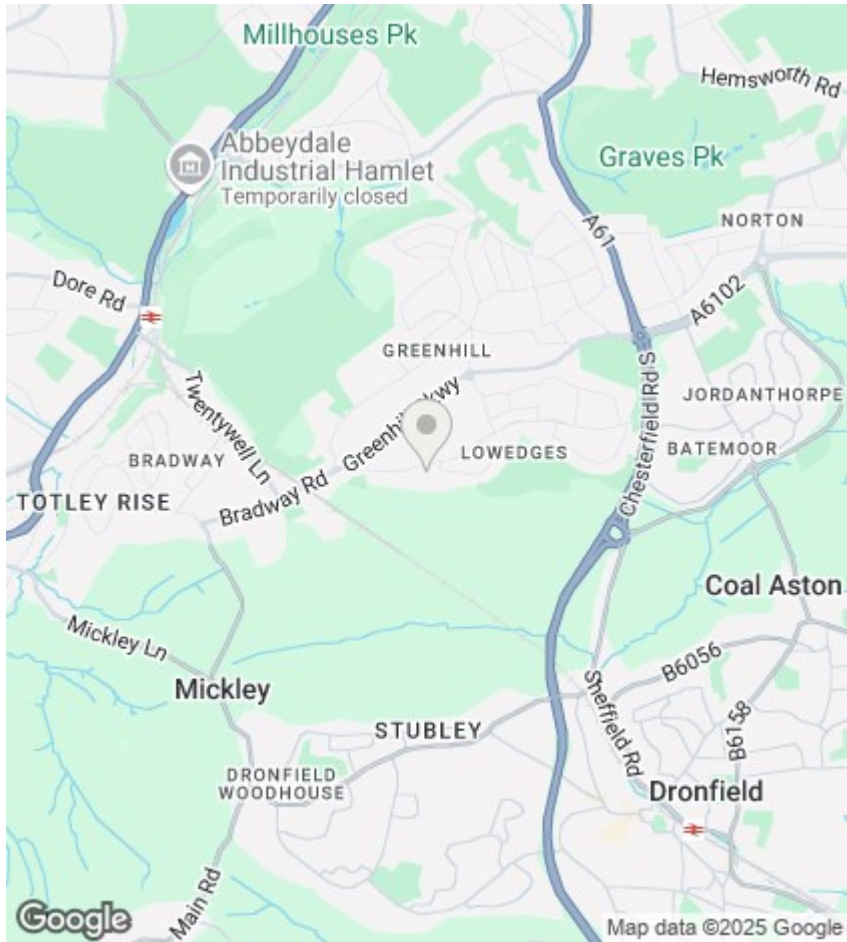 Millhouses Pk
Hemsworth Rd
Abbeydale
Industrial Hamlet
Temporarily closed
Graves Pk
NORTON
A61
Dore Rd
A6102
GREENHILL
Chesterfield Rd S
Twentywell Ln
Greenhill Pkwy
JORDANTHORPE
BRADWAY
LOWEDGES
BATEMOOR
TOTLEY RISE
Bradway Rd
Coal Aston
Mickley Ln
B6056
Mickley
Sheffield Rd
STUBLEY
B6158
DRONFIELD
WOODHOUSE
Dronfield
Main Rd
Google
Map data ©2025 Google